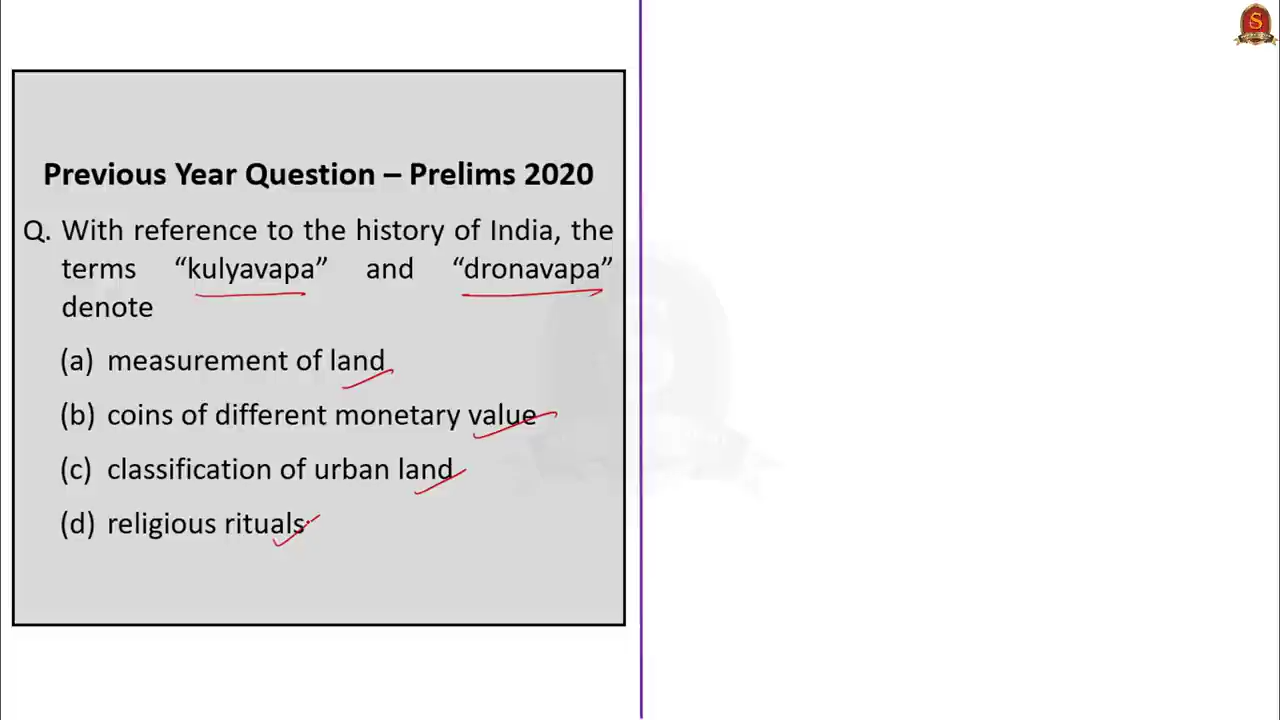 S
Previous Year Question – Prelims 2020
Q. With reference to the history of India, the
terms “kulyavapa” and “dronavapa”
denote
(a) measurement of land
(b) coins of different monetary value
(c) classification of urban land
(d) religious rituals